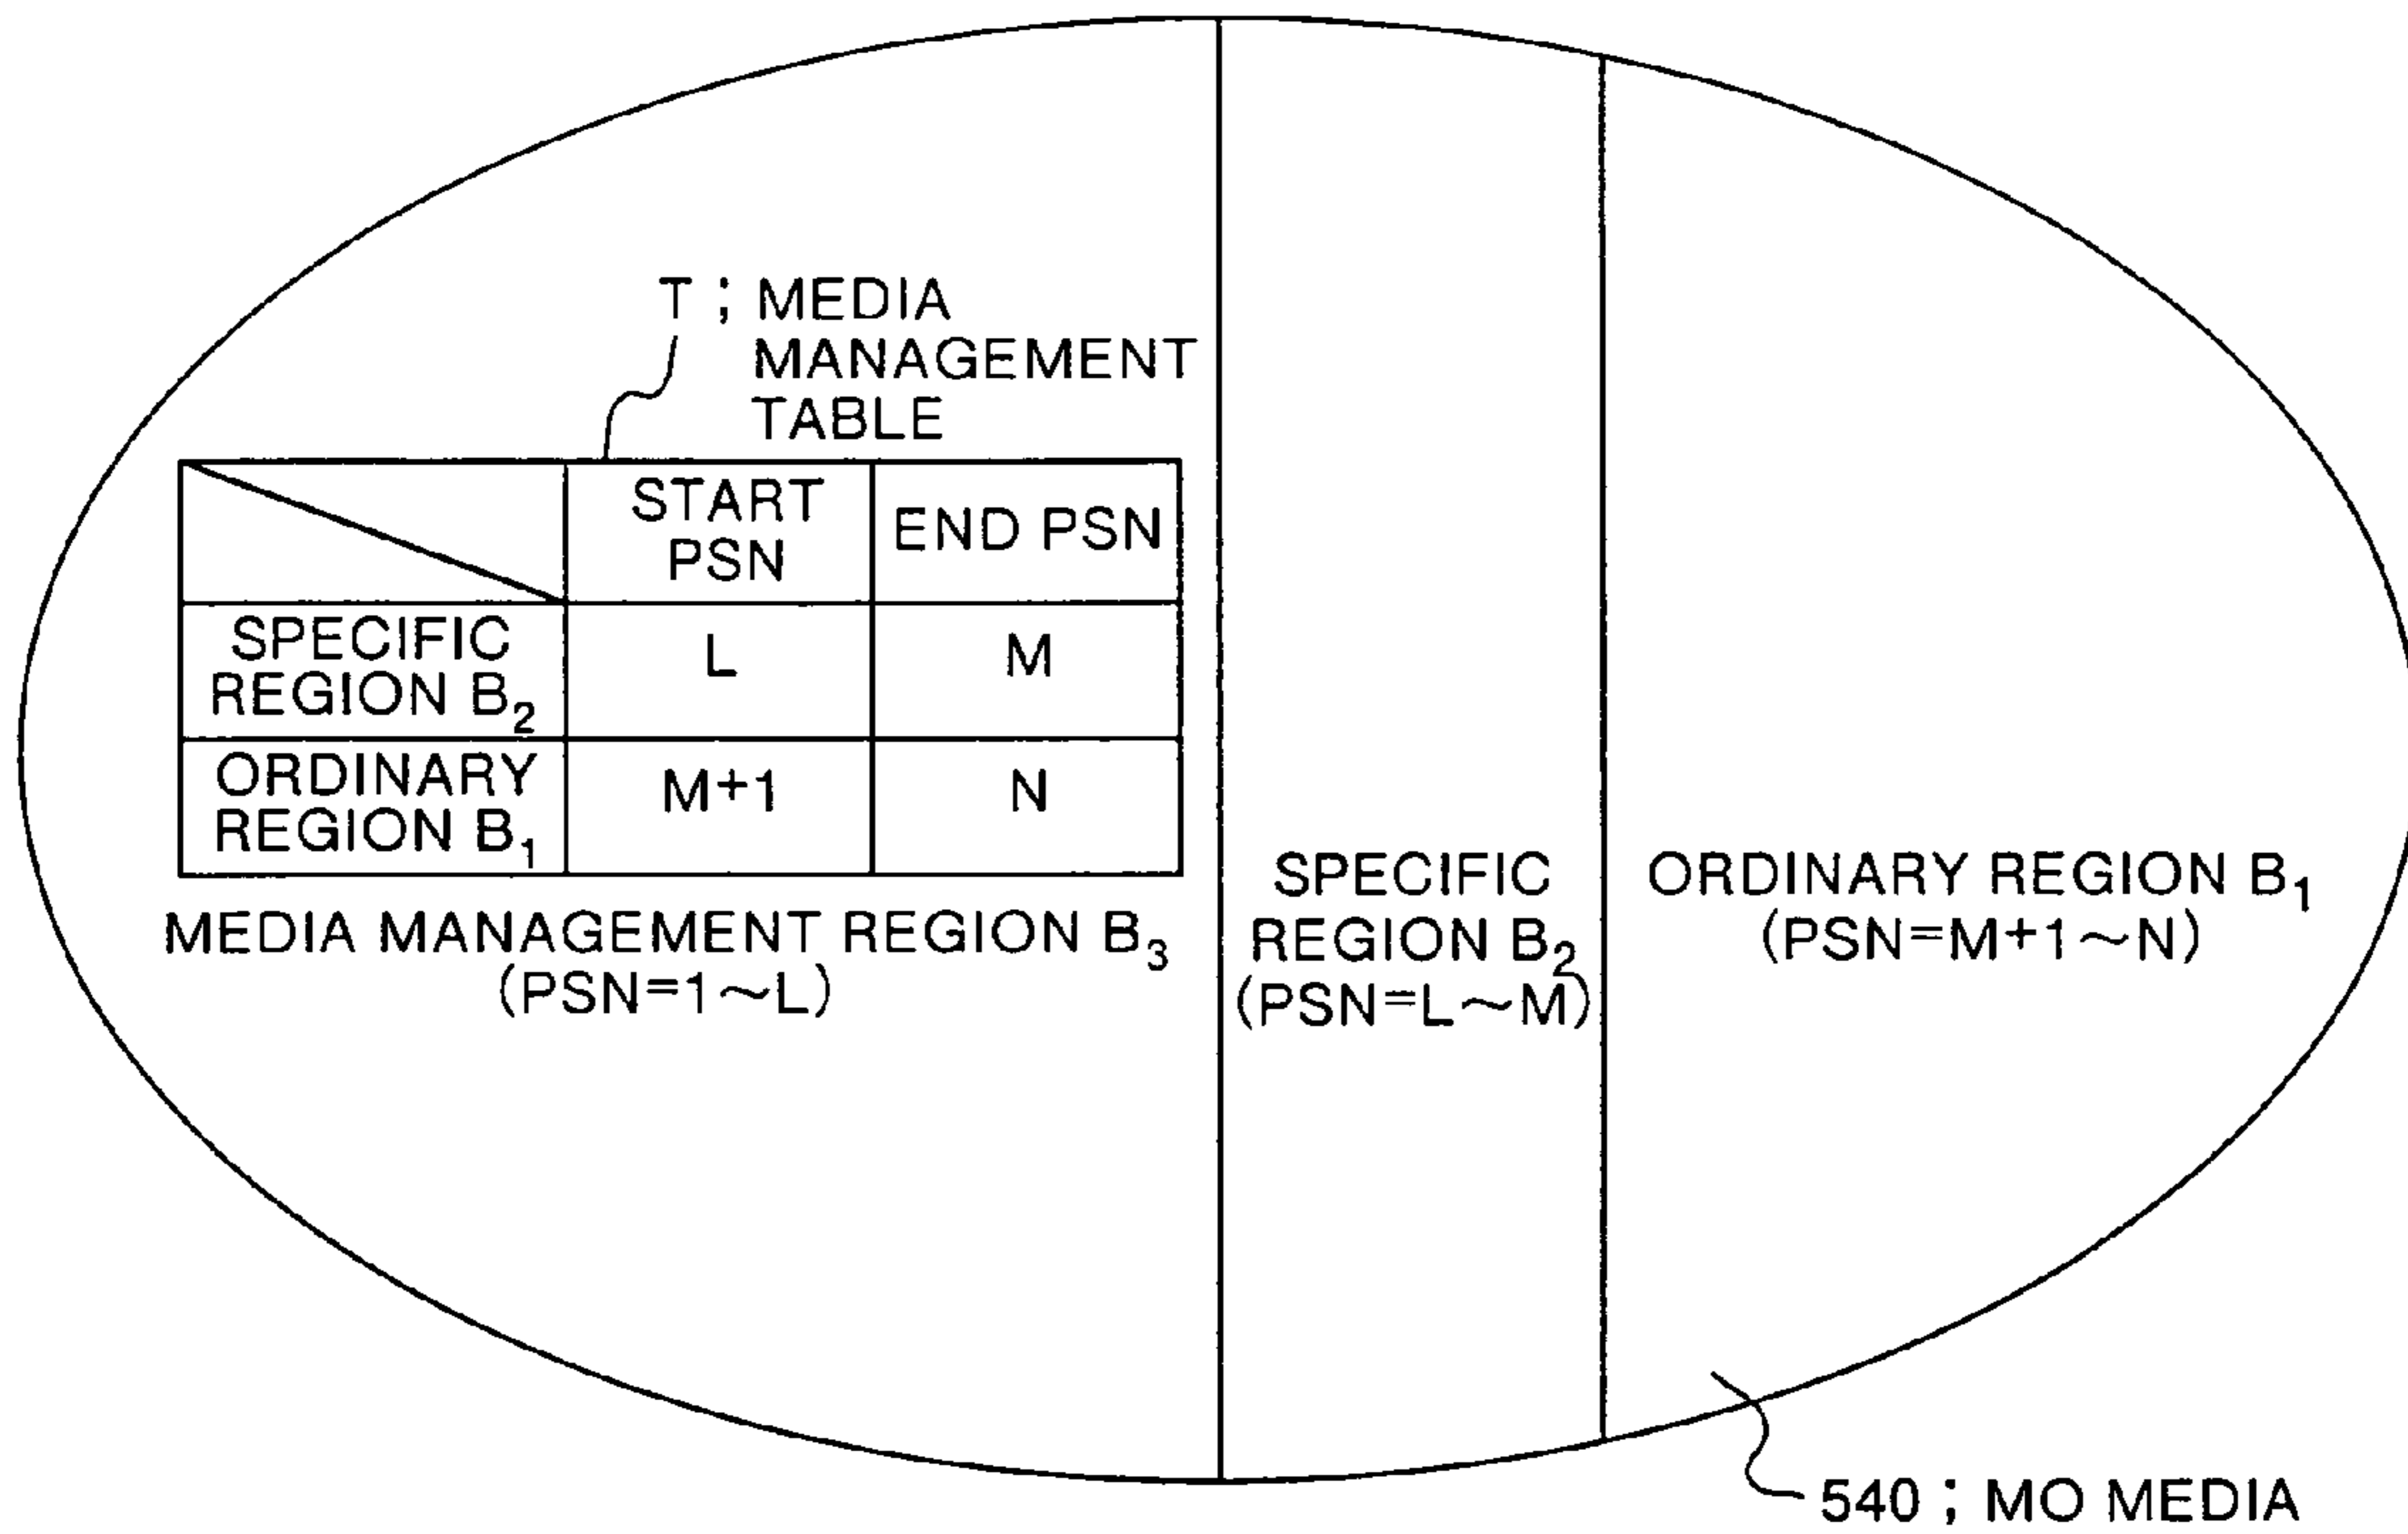 T ; MEDIA
MANAGEMENT
TABLE
START
PSN
END PSN
SPECIFIC
REGION B₂
L
M
ORDINARY
REGION B₁
M+1
N
MEDIA MANAGEMENT REGION B₃
(PSN=1~L)
SPECIFIC
REGION B₂
(PSN=L~M)
ORDINARY REGION B₁
(PSN=M+1~N)
540 ; MO MEDIA